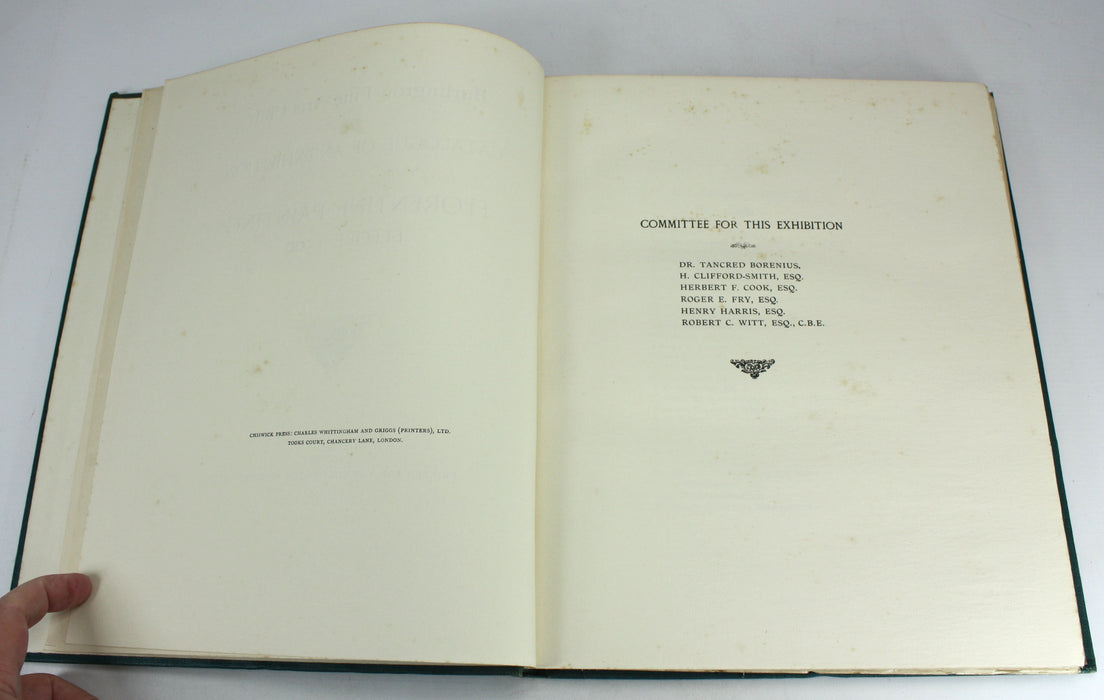 CHISWICK PRESS: CHARLES WHITTINGHAM AND GRIGGS (PRINTERS), LTD.
TOOKS COURT, CHANCERY LANE, LONDON.
COMMITTEE FOR THIS EXHIBITION
DR. TANCRED BORENIUS,
H. CLIFFORD-SMITH, ESQ.
HERBERT F. COOK, ESQ.
ROGER E. FRY, ESQ.
HENRY HARRIS, ESQ.
ROBERT C. WITT, ESQ., C.B.E.